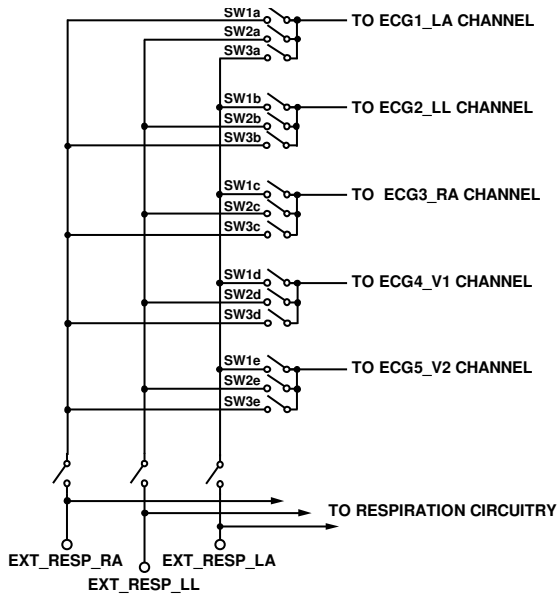 SW1a
TO ECG1_LA CHANNEL
SW2a
SW3a
SW1b
TO ECG2_LL CHANNEL
SW2b
SW3b
SW1c
TO ECG3_RA CHANNEL
SW2c
SW3c
SW1d
TO ECG4_V1 CHANNEL
SW2d
SW3d
SW1e
TO ECG5_V2 CHANNEL
SW2e
SW3e
TO RESPIRATION CIRCUITRY
EXT_RESP_RA
EXT_RESP_LA
EXT_RESP_LL